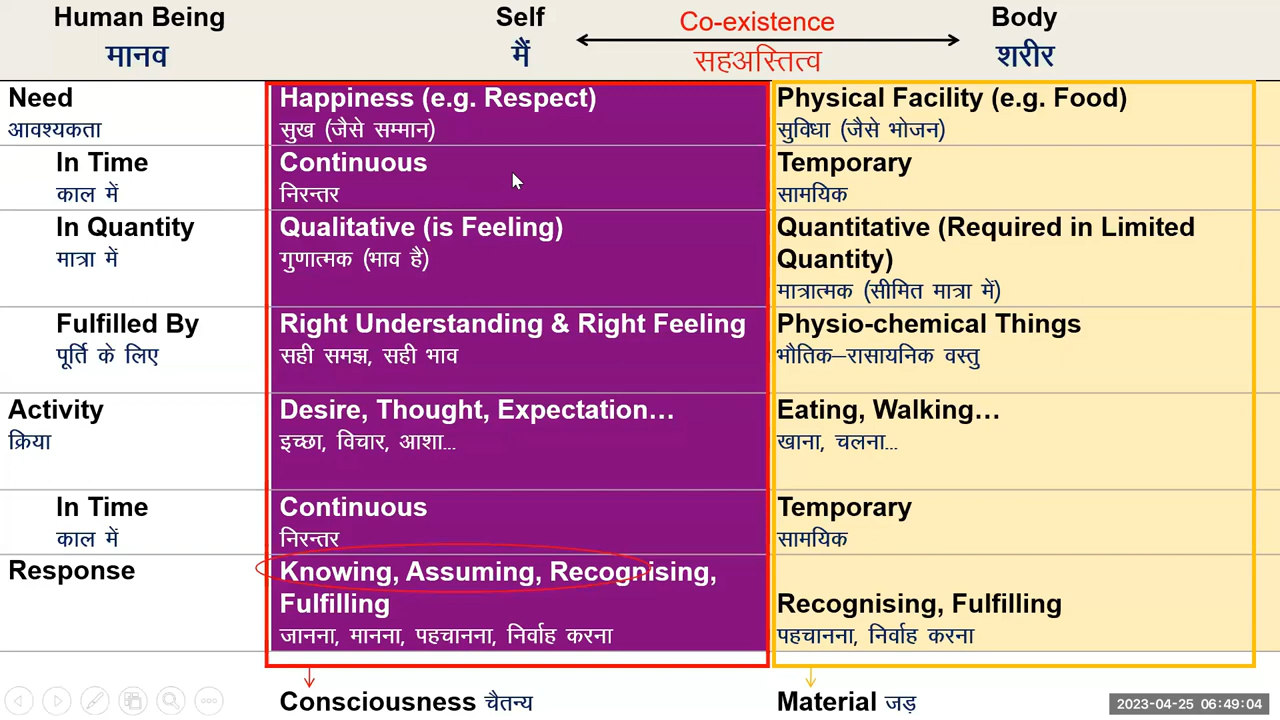 Human Being Self Co-existence Body
मानव मैं सहअस्तित्व शरीर
Need Happiness (e.g. Respect) Physical Facility (e.g. Food)
आवश्यकता सुख (जैसे सम्मान) सुविधा (जैसे भोजन)
In Time Continuous Temporary
काल में निरन्तर सामयिक
In Quantity Qualitative (is Feeling) Quantitative (Required in Limited
मात्रा में गुणात्मक (भाव है) Quantity)
मात्रात्मक (सीमित मात्रा में)
Fulfilled By Right Understanding & Right Feeling Physio-chemical Things
पूर्ति के लिए सही समझ, सही भाव भौतिक–रासायनिक वस्तु
Activity Desire, Thought, Expectation… Eating, Walking…
क्रिया इच्छा, विचार, आशा... खाना, चलना...
In Time Continuous Temporary
काल में निरन्तर सामयिक
Response Knowing, Assuming, Recognising,
Fulfilling Recognising, Fulfilling
जानना, मानना, पहचानना, निर्वाह करना पहचानना, निर्वाह करना
Consciousness चैतन्य Material जड़
2023-04-25 06:49:04